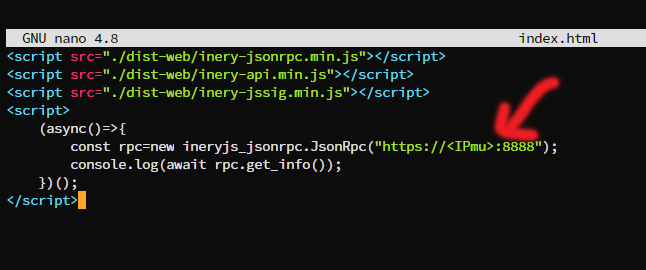 GNU nano 4.8 index.html
<script src="./dist-web/inery-jsonrpc.min.js"></script>
<script src="./dist-web/inery-api.min.js"></script>
<script src="./dist-web/inery-jssig.min.js"></script>
<script>
    (async()=>{
        const rpc=new ineryjs_jsonrpc.JsonRpc("https://<IPmu>:8888");
        console.log(await rpc.get_info());
    })();
</script>